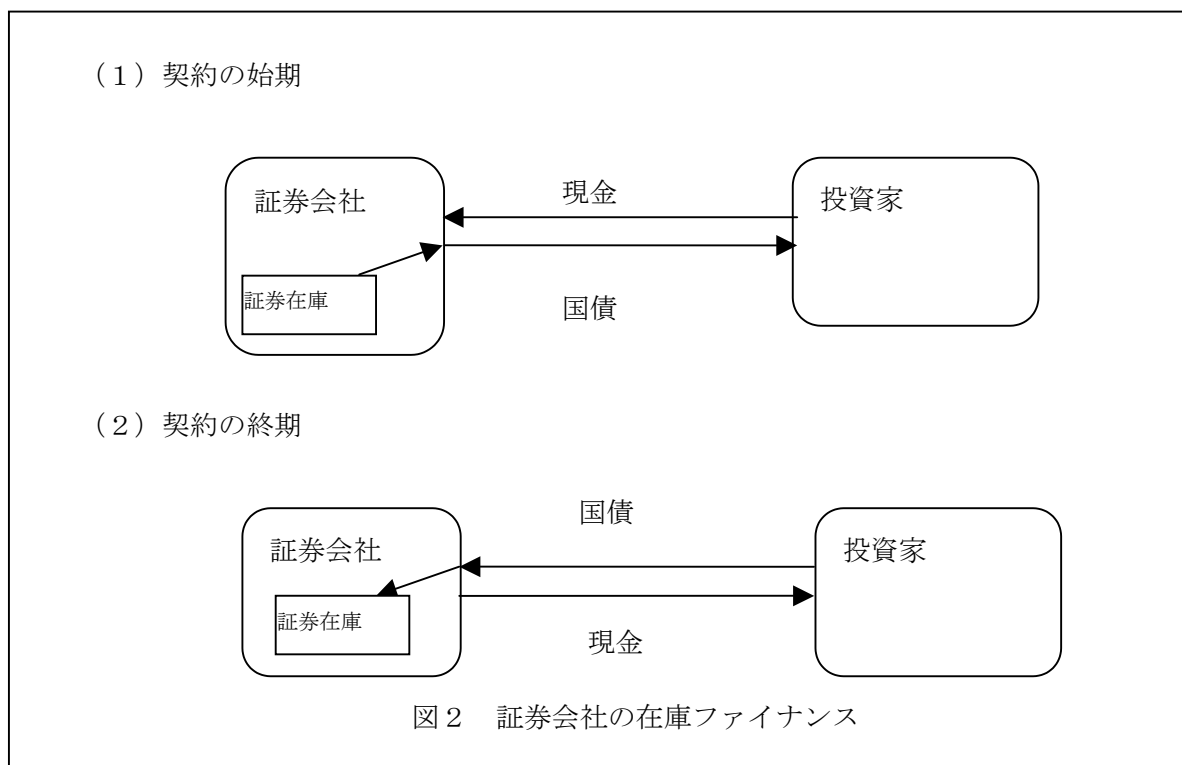 （１）契約の始期
証券会社
現金
投資家
証券在庫
国債
（２）契約の終期
国債
証券会社
投資家
証券在庫
現金
図２　証券会社の在庫ファイナンス